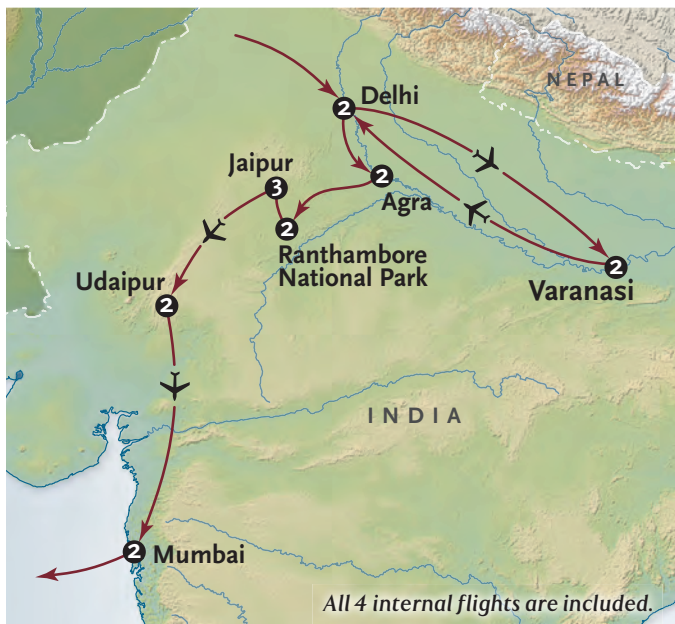 NEPAL
2 Delhi
Jaipur
3
2
Agra
2
Ranthambore
National Park
2
Varanasi
Udaipur
2
INDIA
2 Mumbai
All 4 internal flights are included.